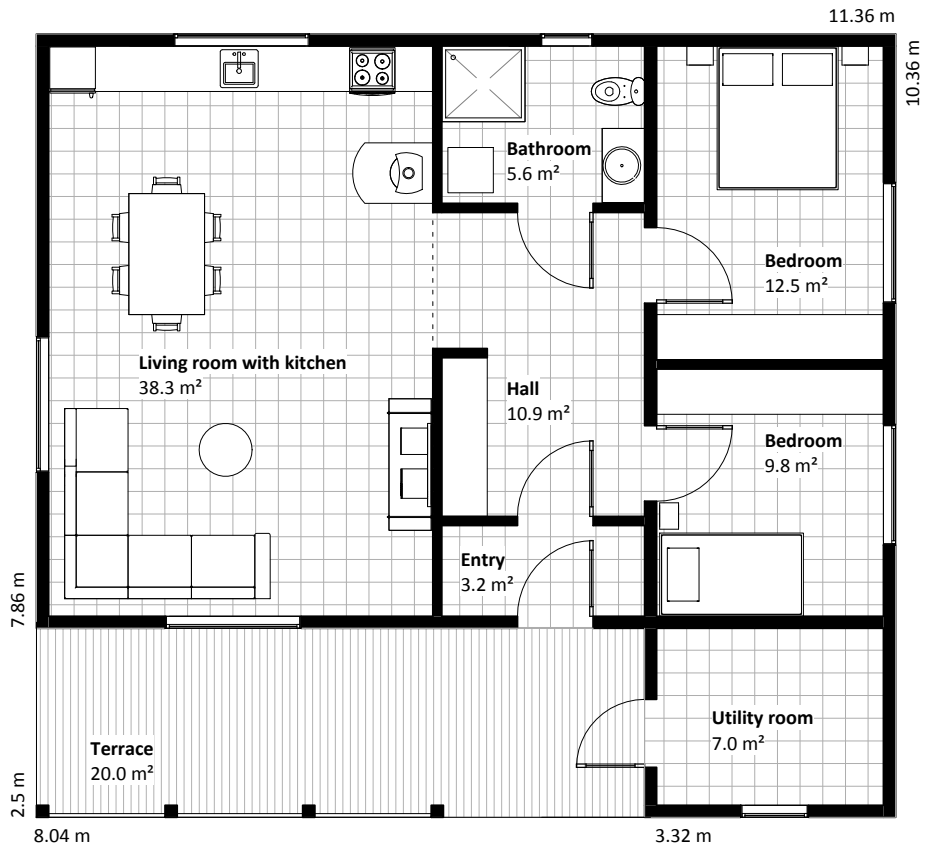 11.36 m
10.36 m
Bathroom
5.6 m²
Bedroom
12.5 m²
Living room with kitchen
38.3 m²
Hall
10.9 m²
Bedroom
9.8 m²
Entry
3.2 m²
7.86 m
Utility room
7.0 m²
Terrace
20.0 m²
2.5 m
8.04 m
3.32 m